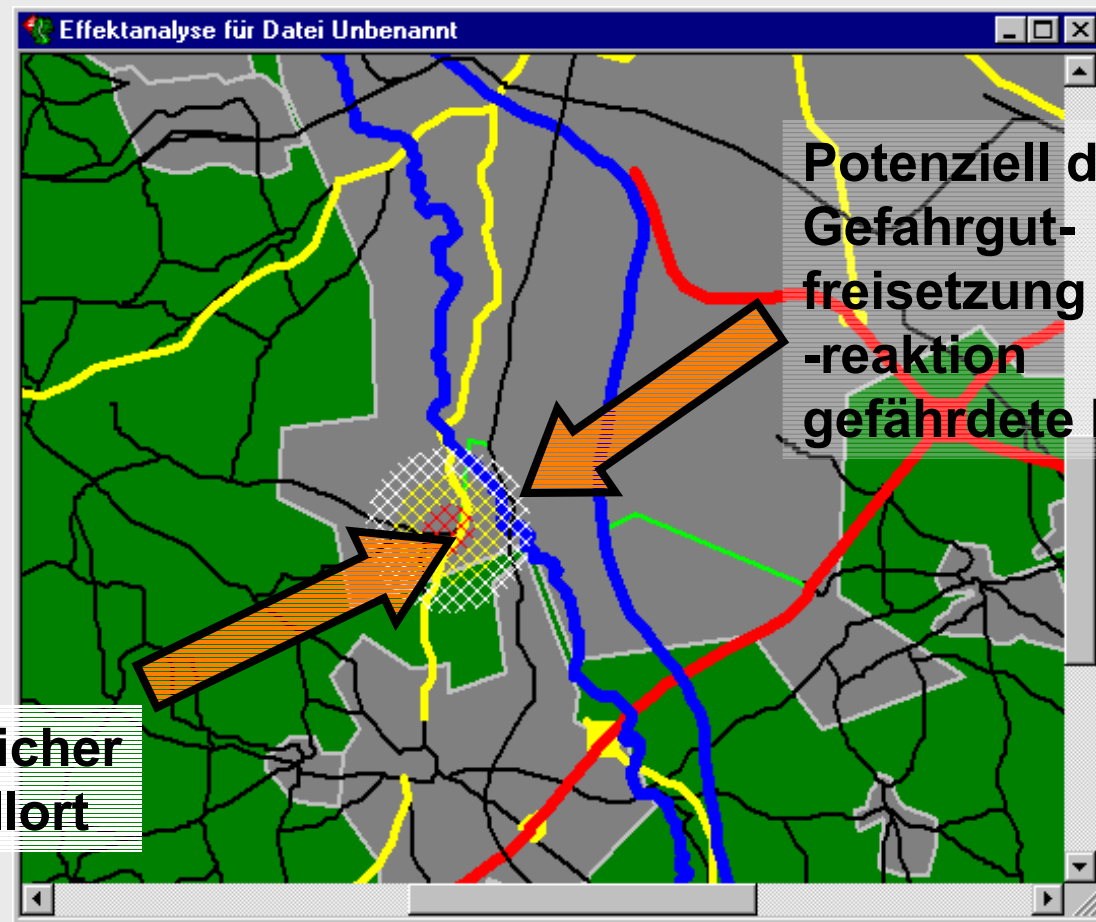 Effektanalyse für Datei Unbenannt
Potenziell d
Gefahrgut-
freisetzung
-reaktion
gefährdete
icher
llort